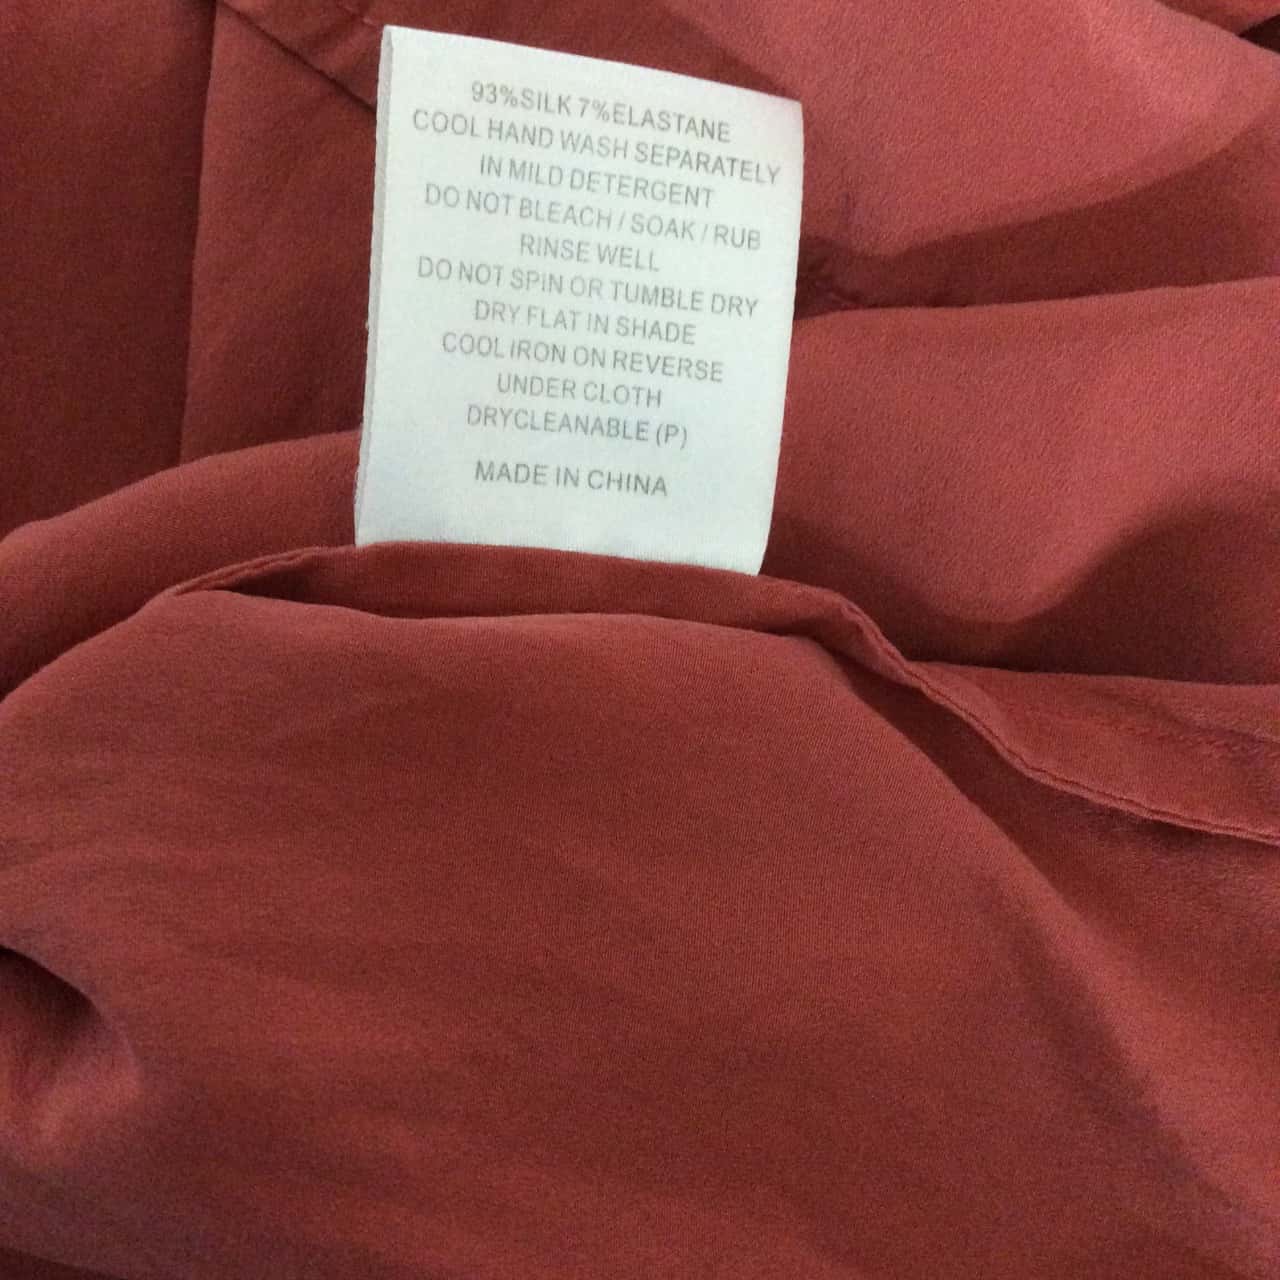 93%SILK 7%ELASTANE
COOL HAND WASH SEPARATELY
IN MILD DETERGENT
DO NOT BLEACH / SOAK / RUB
RINSE WELL
DO NOT SPIN OR TUMBLE DRY
DRY FLAT IN SHADE
COOL IRON ON REVERSE
UNDER CLOTH
DRYCLEANABLE (P)
MADE IN CHINA